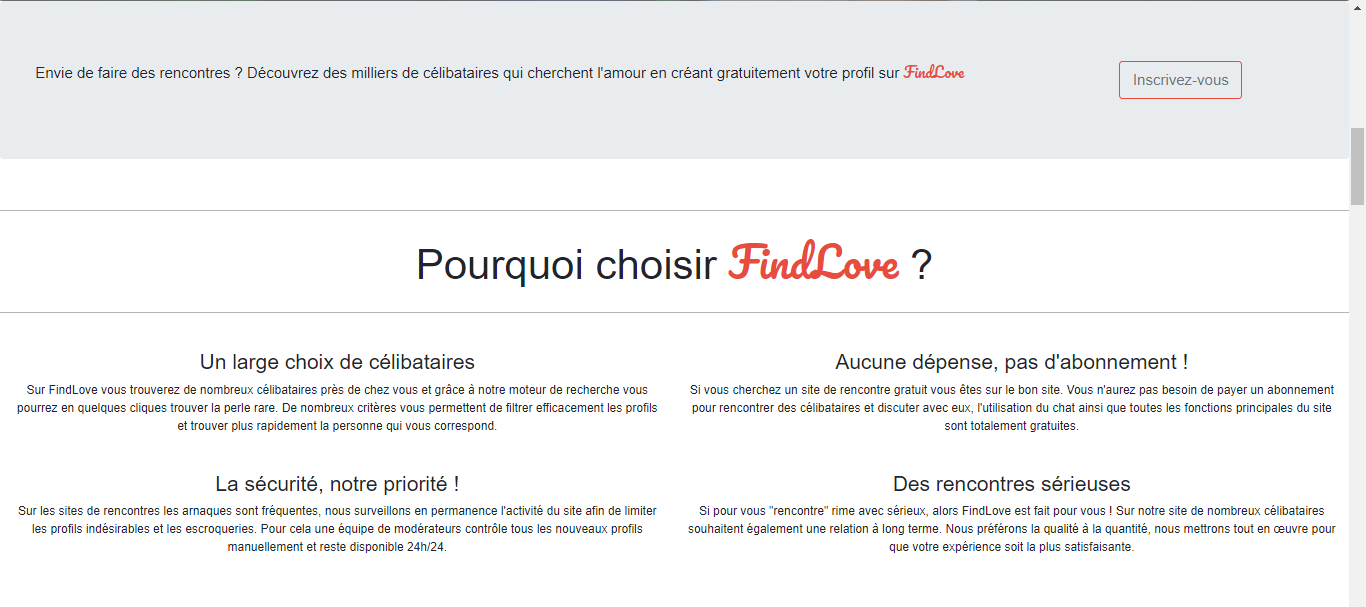 Envie de faire des rencontres ? Découvrez des milliers de célibataires qui cherchent l'amour en créant gratuitement votre profil sur FindLove
Inscrivez-vous
Pourquoi choisir FindLove ?
Un large choix de célibataires
Sur FindLove vous trouverez de nombreux célibataires près de chez vous et grâce à notre moteur de recherche vous
pourrez en quelques cliques trouver la perle rare. De nombreux critères vous permettent de filtrer efficacement les profils
et trouver plus rapidement la personne qui vous correspond.
Aucune dépense, pas d'abonnement !
Si vous cherchez un site de rencontre gratuit vous êtes sur le bon site. Vous n'aurez pas besoin de payer un abonnement
pour rencontrer des célibataires et discuter avec eux, l'utilisation du chat ainsi que toutes les fonctions principales du site
sont totalement gratuites.
La sécurité, notre priorité !
Sur les sites de rencontres les arnaques sont fréquentes, nous surveillons en permanence l'activité du site afin de limiter
les profils indésirables et les escroqueries. Pour cela une équipe de modérateurs contrôle tous les nouveaux profils
manuellement et reste disponible 24h/24.
Des rencontres sérieuses
Si pour vous "rencontre" rime avec sérieux, alors FindLove est fait pour vous ! Sur notre site de nombreux célibataires
souhaitent également une relation à long terme. Nous préférons la qualité à la quantité, nous mettrons tout en œuvre pour
que votre expérience soit la plus satisfaisante.